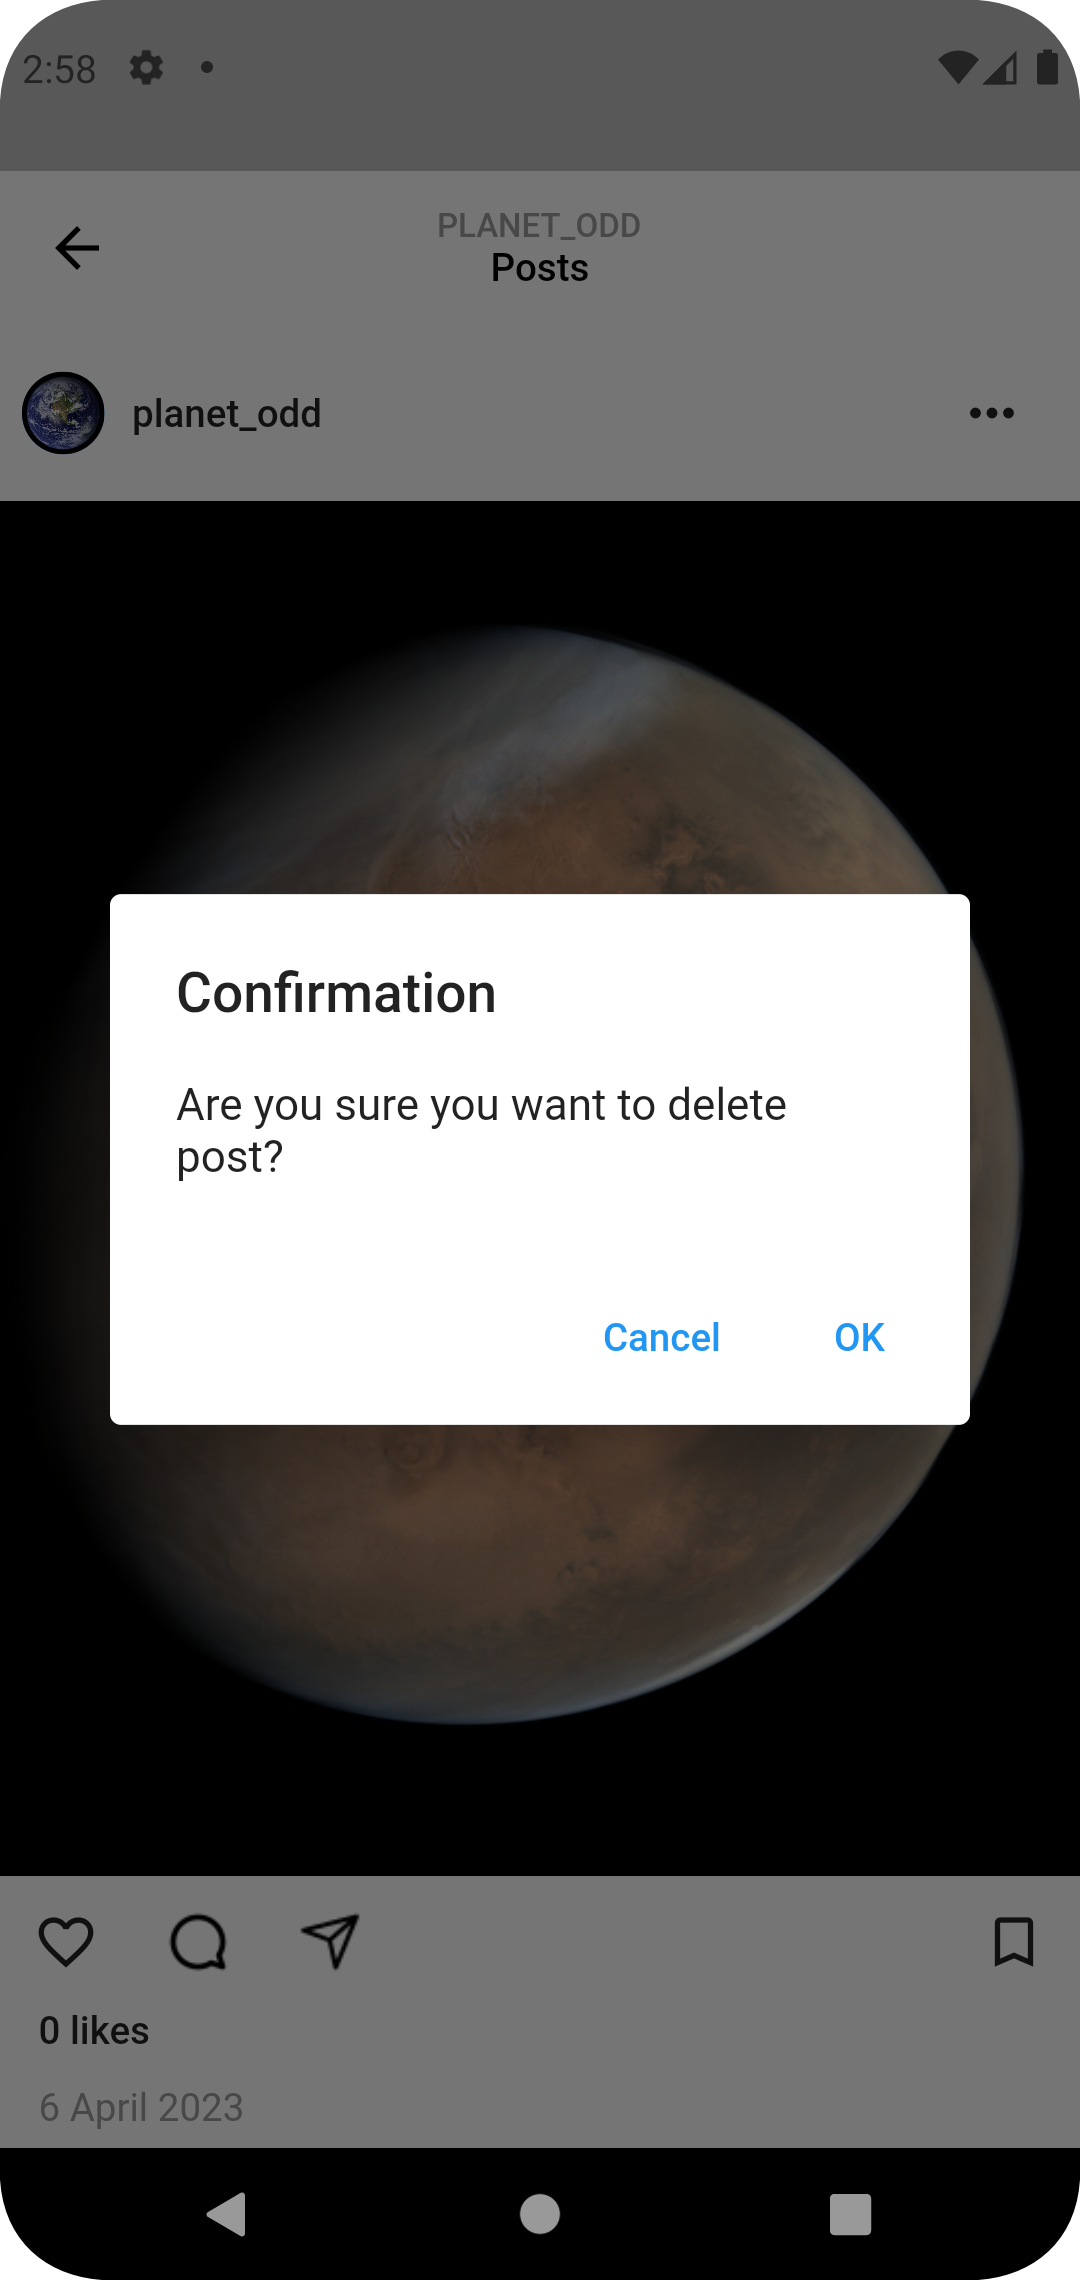 2:58
PLANET_ODD
Posts
planet_odd
Confirmation
Are you sure you want to delete
post?
Cancel OK
0 likes
6 April 2023